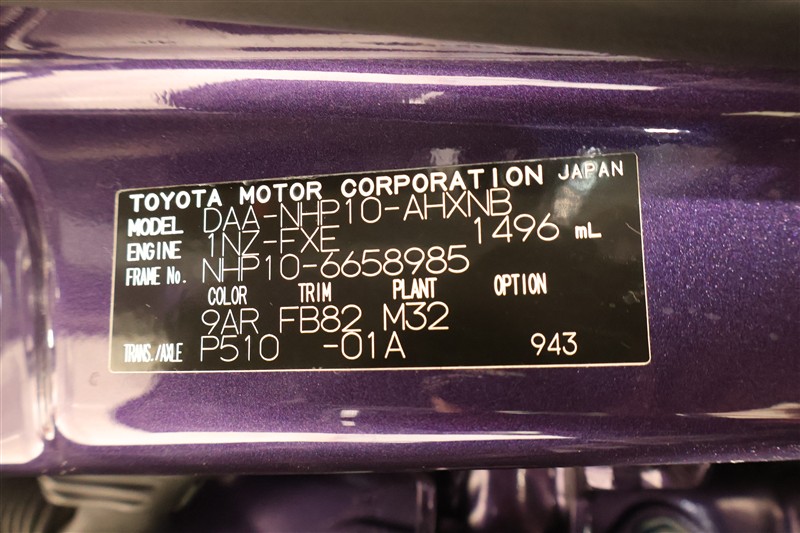 TOYOTA MOTOR CORPORATION JAPAN
MODEL DAA-NHP10-AHXNB
ENGINE 1NZ-FXE 1496 mL
FRAME No. NHP10-6658985
COLOR TRIM PLANT OPTION
9AR FB82 M32
TRANS./AXLE P510 -01A 943